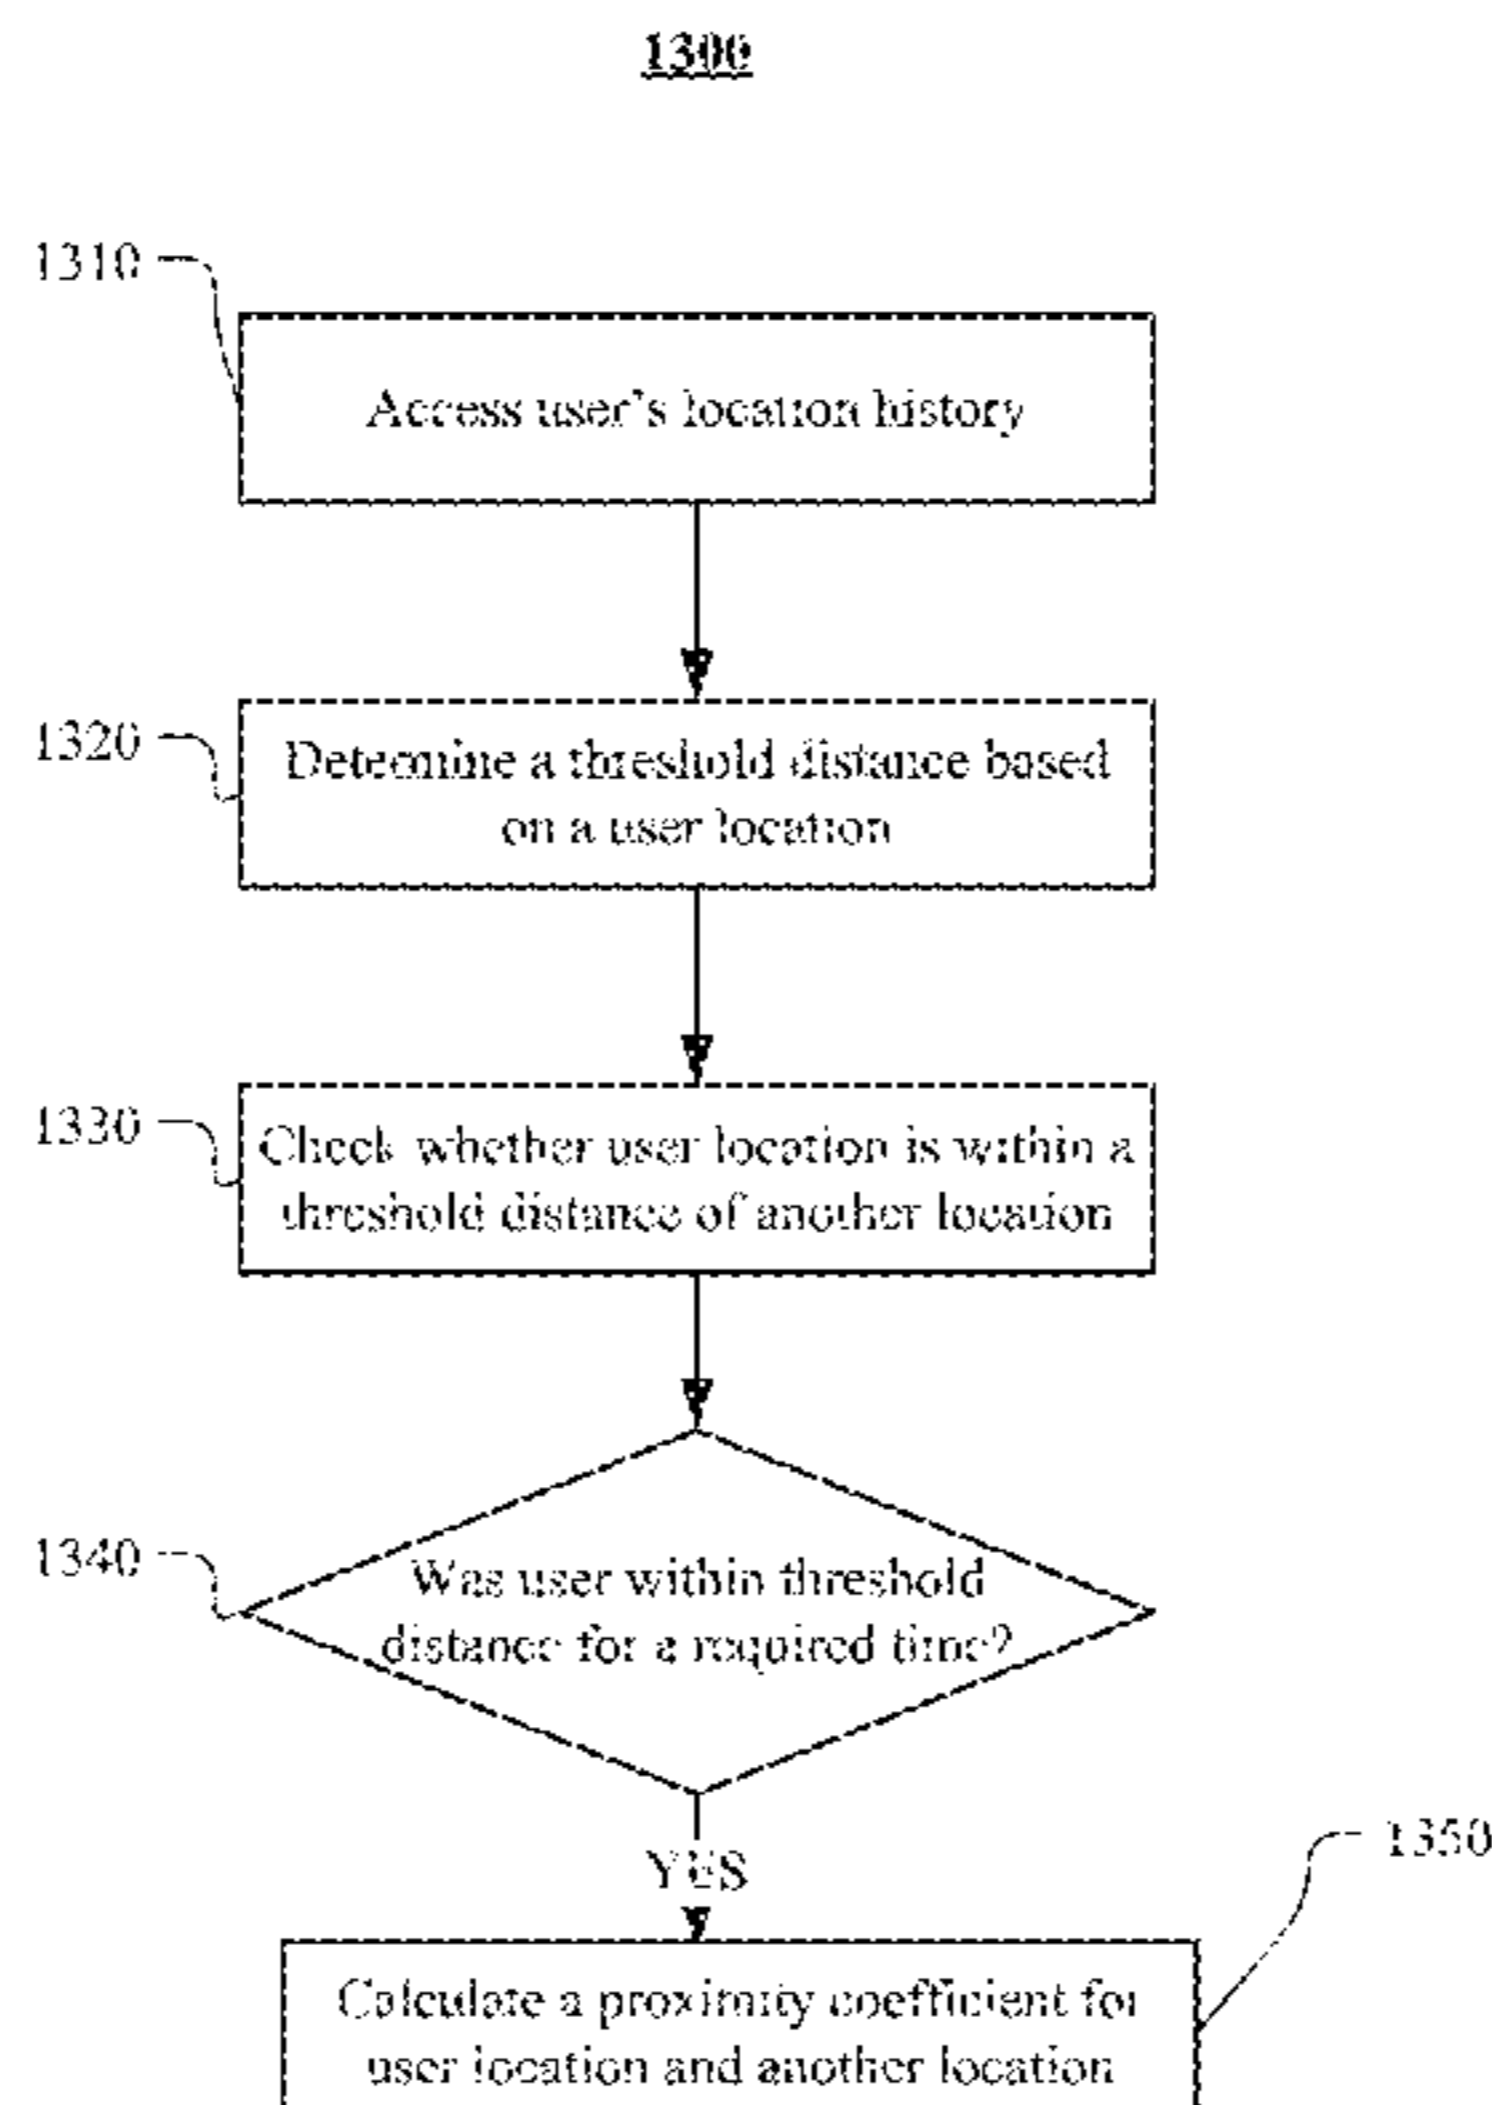 1300
1310
Access user's location history
1320
Determine a threshold distance based
on a user location
1330
Check whether user location is within a
threshold distance of another location
1340
Was user within threshold
distance for a required time?
YES
1350
Calculate a proximity coefficient for
user location and another location